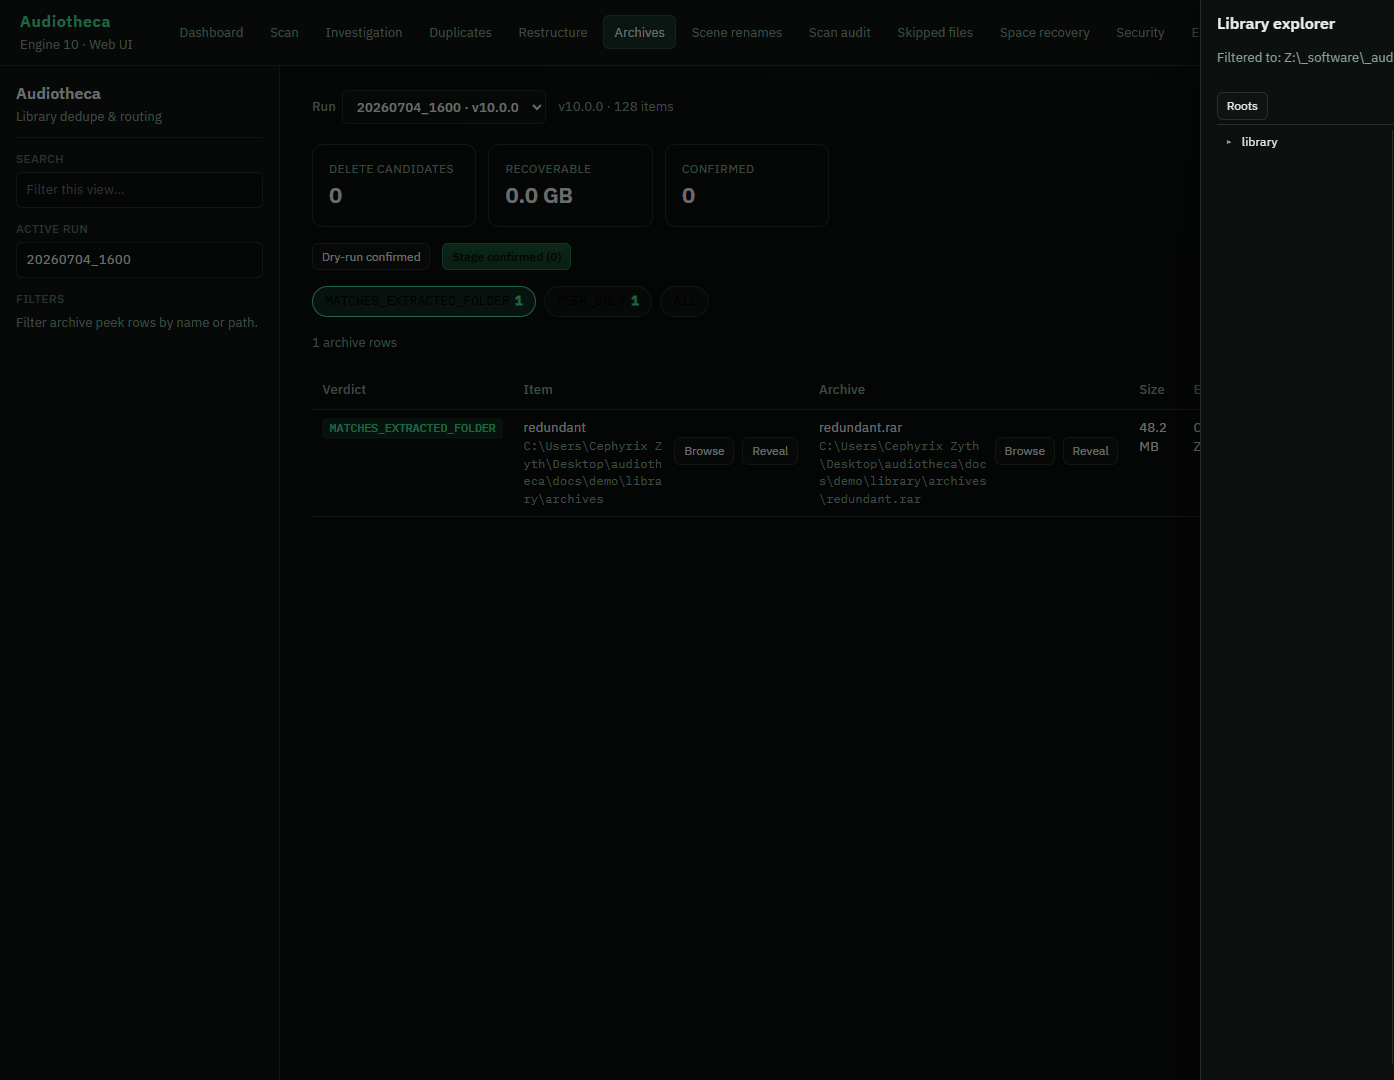 Audiotheca
Engine 10 · Web UI
Dashboard
Scan
Investigation
Duplicates
Restructure
Archives
Scene renames
Scan audit
Skipped files
Space recovery
Security
E
Audiotheca
Library dedupe & routing
SEARCH
Filter this view...
ACTIVE RUN
20260704_1600
FILTERS
Filter archive peek rows by name or path.
Run 20260704_1600 · v10.0.0 v10.0.0 · 128 items
DELETE CANDIDATES
0
RECOVERABLE
0.0 GB
CONFIRMED
0
Dry-run confirmed
Stage confirmed (0)
MATCHES_EXTRACTED_FOLDER 1
PEEK_ONLY 1
All
1 archive rows
Verdict
Item
Archive
Size
E
MATCHES_EXTRACTED_FOLDER
redundant
C:\Users\Cephyrix Z
yth\Desktop\audioth
eca\docs\demo\libra
ry\archives
Browse
Reveal
redundant.rar
C:\Users\Cephyrix Zyth
\Desktop\audiotheca\doc
s\demo\library\archives
\redundant.rar
Browse
Reveal
48.2
MB
Library explorer
Filtered to: Z:\_software\_aud
Roots
library